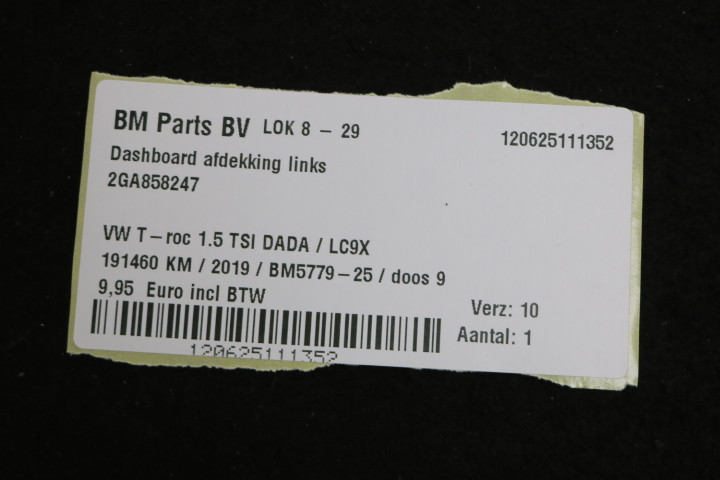 BM Parts BV LOK 8 - 29 120625111352
Dashboard afdekking links
2GA858247
VW T-roc 1.5 TSI DADA / LC9X
191460 KM / 2019 / BM5779-25 / doos 9
9,95 Euro incl BTW
Verz: 10
Aantal: 1
120625111352